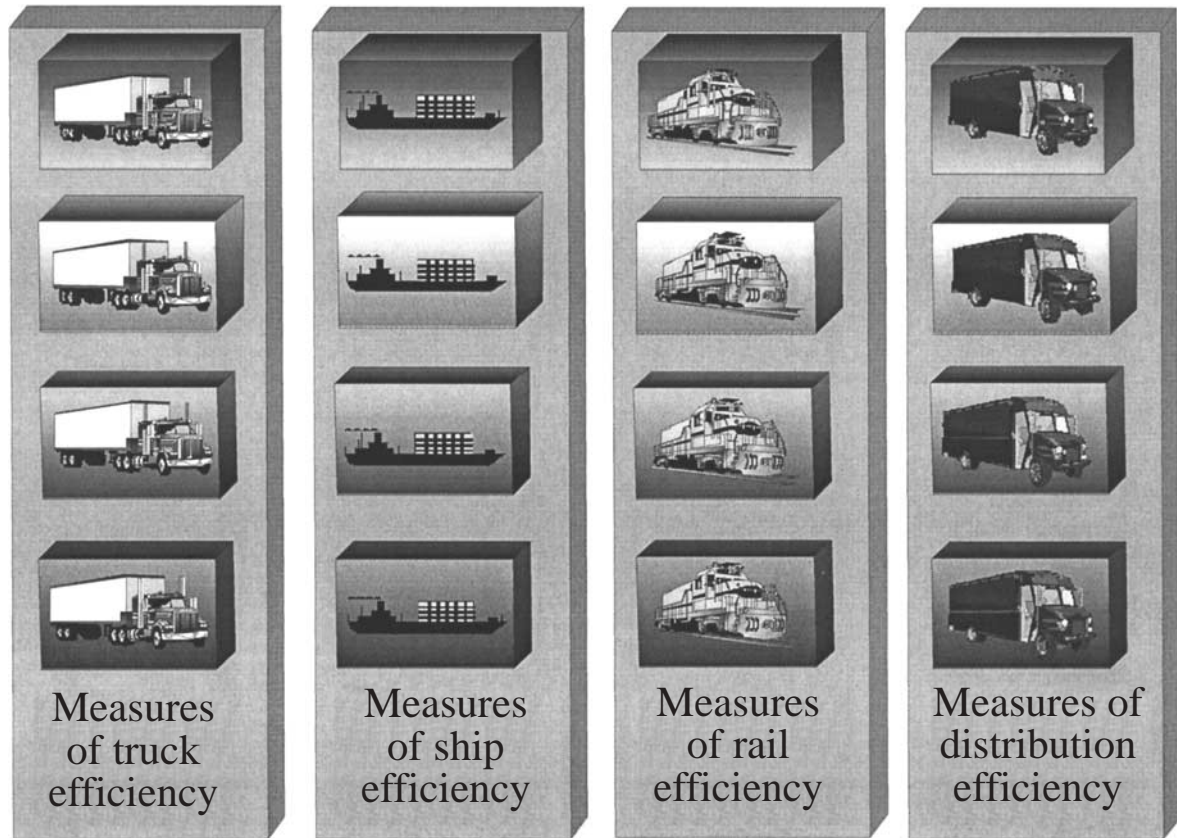 Measures
of truck
efficiency
Measures
of ship
efficiency
Measures
of rail
efficiency
Measures of
distribution
efficiency